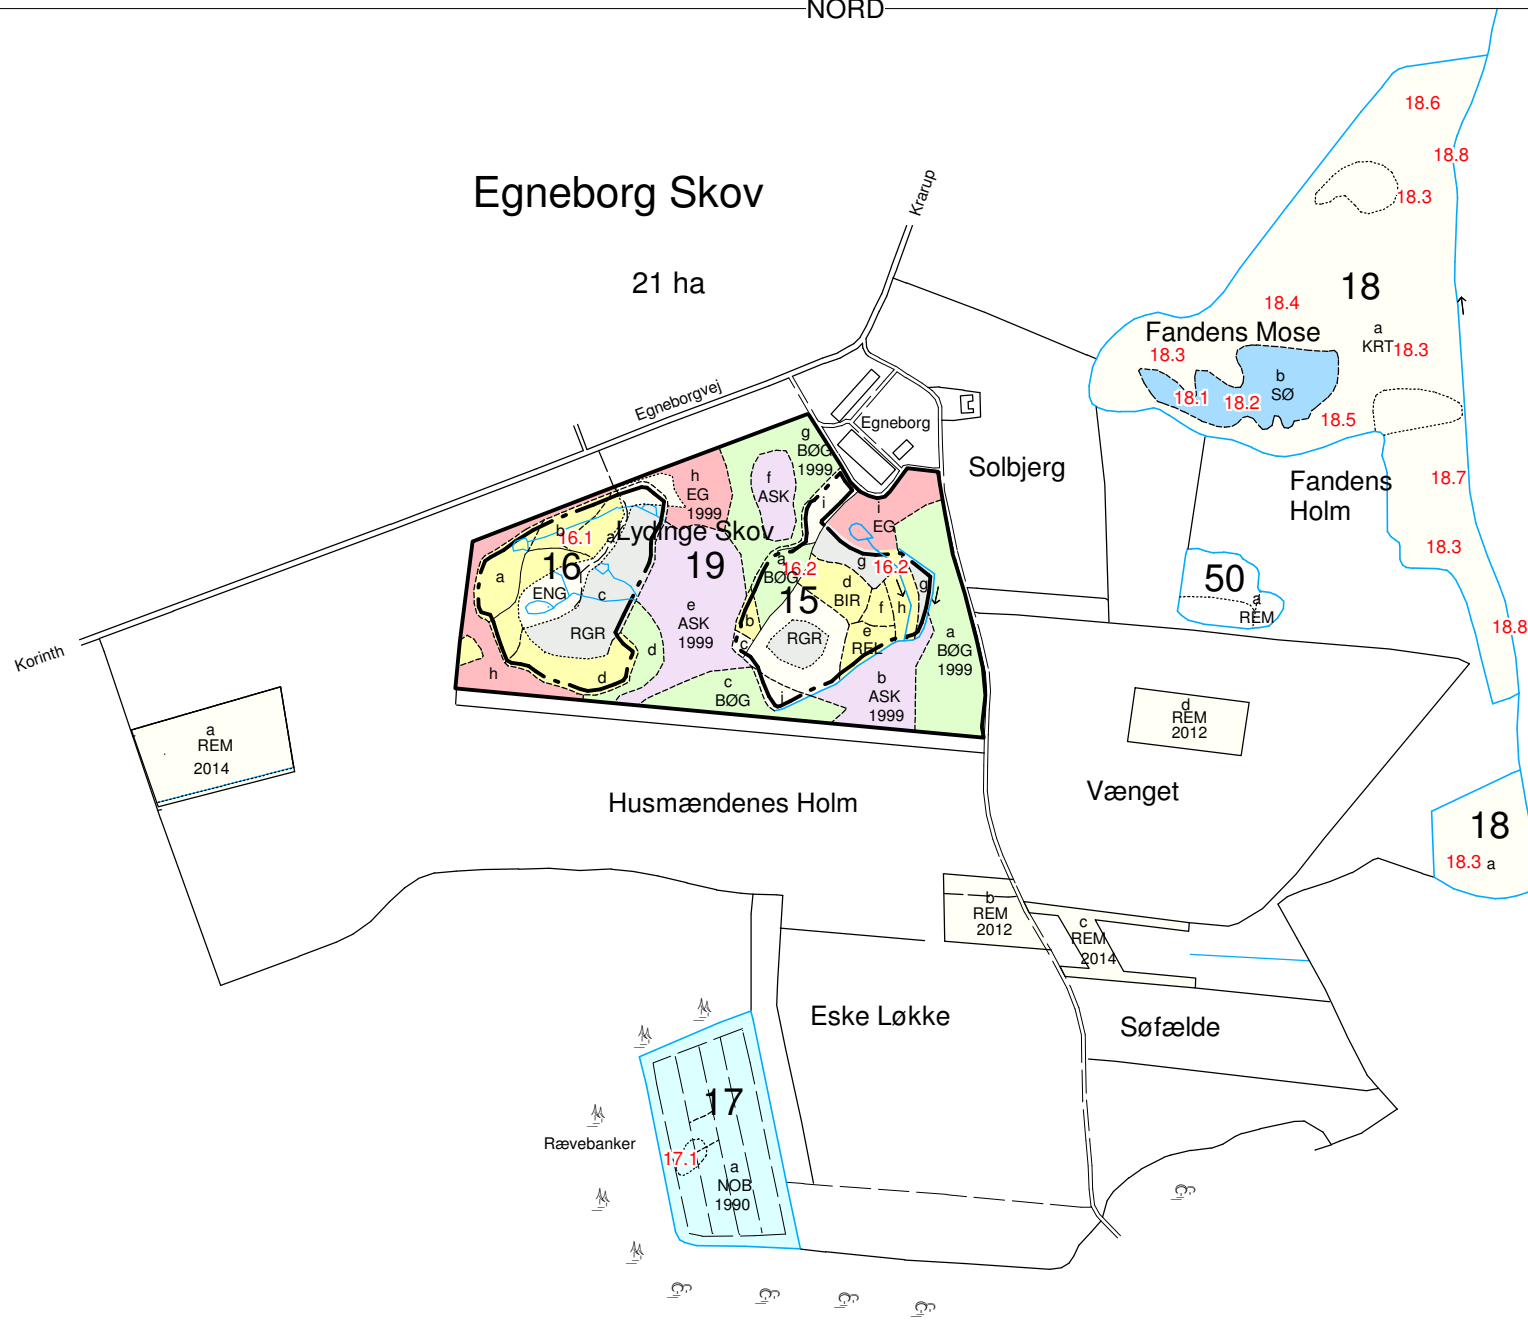 NORD
18.6
18.8
Egneborg Skov
Krarup
18.3
21 ha
18
18.4
Fandens Mose
a
KRT
18.3
18.3
b
SØ
18.1
18.2
18.5
Egneborgvej
Egneborg
g
BØG
1999
Solbjerg
Fandens
Holm
18.7
h
EG
1999
f
ASK
i
i
EG
Lydinge Skov
b
16.1
a
18.3
16
19
a
BØG
16.2
g
16.2
g
50
a
REM
a
ENG
c
d
BIR
15
f
h
e
ASK
1999
b
RGR
RGR
c
e
REL
a
BØG
1999
18.8
d
Korinth
h
d
c
BØG
i
b
ASK
1999
a
REM
2014
d
REM
2012
Husmændenes Holm
Vænget
18
18.3
a
b
REM
2012
c
REM
2014
Eske Løkke
Søfælde
17
Rævebanker
17.1
a
NOB
1990